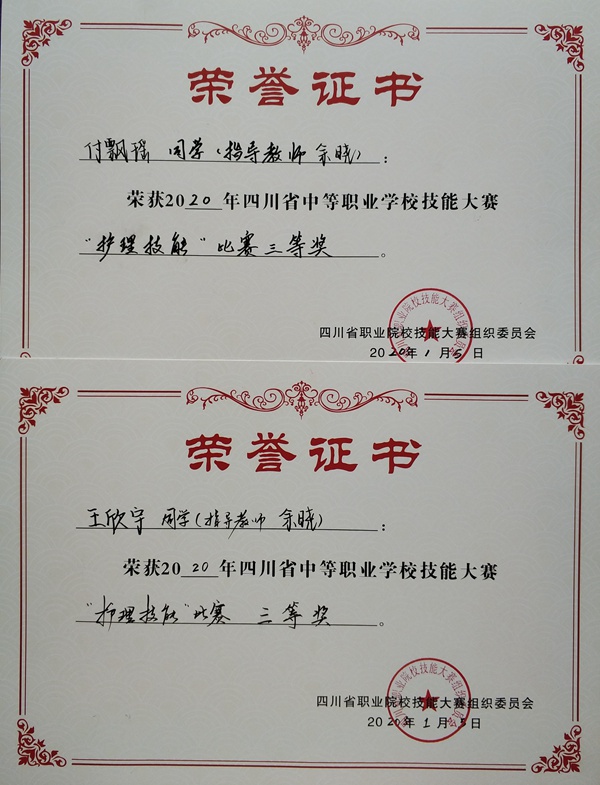 荣誉证书
付飘瑶 同学(指导教师 余晓):
荣获2020年四川省中等职业学校技能大赛
"护理技能"比赛三等奖。
四川省职业院校技能大赛组织委员会
2020年1月5日
荣誉证书
王欣宇 同学(指导教师 余晓):
荣获2020年四川省中等职业学校技能大赛
"护理技能"比赛 三等奖。
四川省职业院校技能大赛组织委员会
2020年1月5日